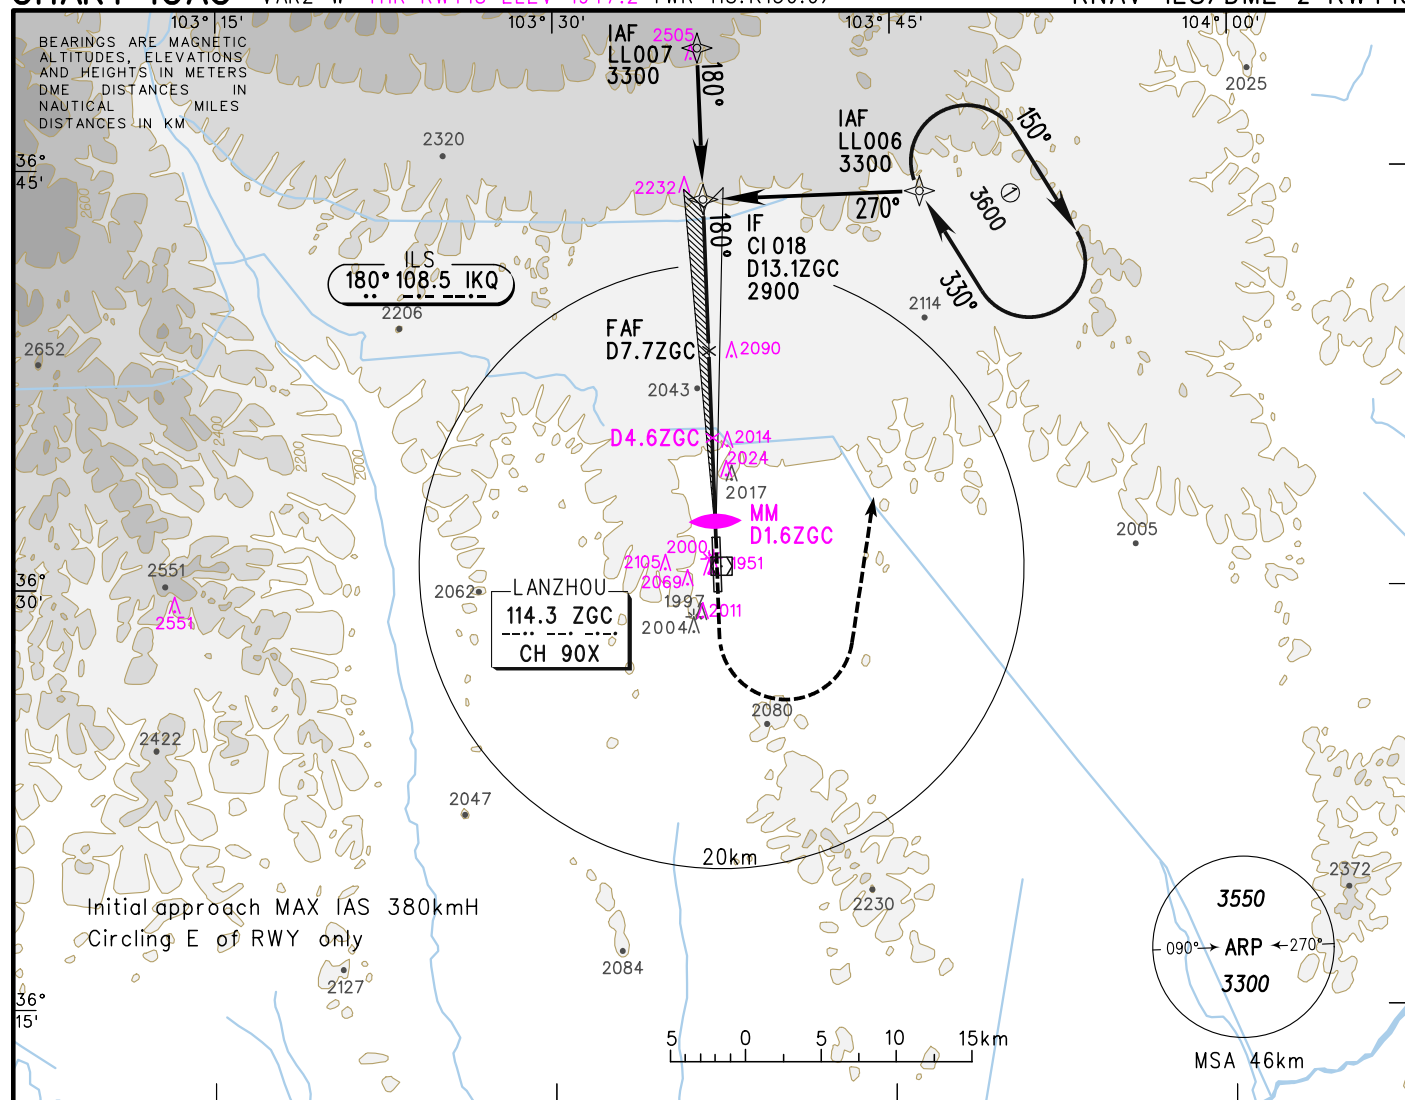 103°15'
103°30'
103°45'
104°00'
BEARINGS ARE MAGNETIC
ALTITUDES, ELEVATIONS
AND HEIGHTS IN METERS
DME DISTANCES IN
NAUTICAL MILES
DISTANCES IN KM
IAF
LL007
3300
2505
180°
2025
IAF
LL006
3300
150°
2320
36°
45'
2600
2232
270°
3600
1
330°
180°
IF
CI 018
D13.1ZGC
2900
ILS
180° 108.5 IKQ
2206
2114
2652
FAF
D7.7ZGC
2090
2043
2400
2200
2000
D4.6ZGC
2014
2024
2017
MM
D1.6ZGC
2005
2000
2105
1951
2069
2551
2551
36°
30'
2062
LANZHOU
114.3 ZGC
CH 90X
1997
2011
2004
2080
2422
2047
20km
2372
2230
Initial approach MAX IAS 380kmH
Circling E of RWY only
3550
090° ARP 270°
3300
2084
2127
36°
15'
5 0 5 10 15km
MSA 46km